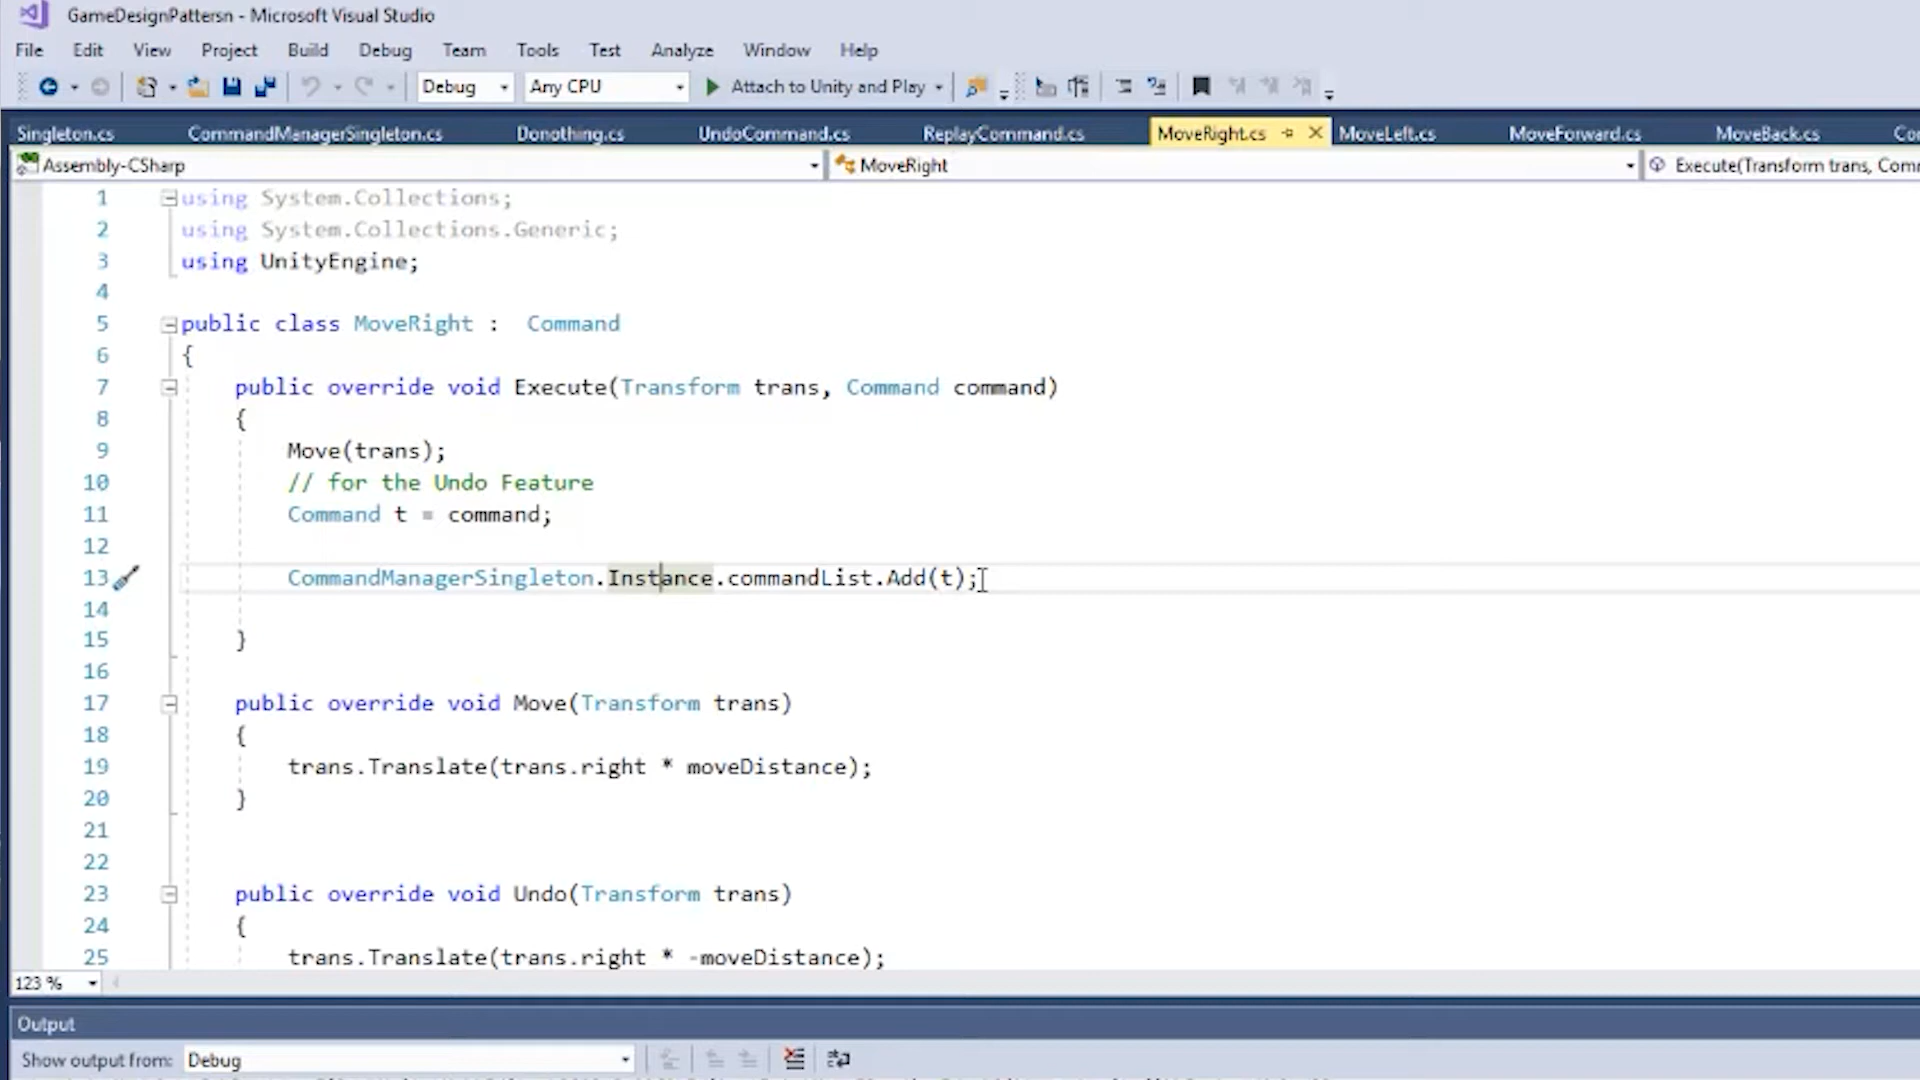 GameDesignPattersn - Microsoft Visual Studio
File Edit View Project Build Debug Team Tools Test Analyze Window Help
Debug Any CPU Attach to Unity and Play
Singleton.cs CommandManagerSingleton.cs Donothing.cs UndoCommand.cs ReplayCommand.cs MoveRight.cs MoveLeft.cs MoveForward.cs MoveBack.cs Co
Assembly-CSharp MoveRight Execute(Transform trans, Comm
1 using System.Collections;
2 using System.Collections.Generic;
3 using UnityEngine;
4
5 public class MoveRight :  Command
6 {
7 public override void Execute(Transform trans, Command command)
8 {
9 Move(trans);
10 // for the Undo Feature
11 Command t = command;
12
13 CommandManagerSingleton.Instance.commandList.Add(t);
14
15 }
16
17 public override void Move(Transform trans)
18 {
19 trans.Translate(trans.right * moveDistance);
20 }
21
22
23 public override void Undo(Transform trans)
24 {
25 trans.Translate(trans.right * -moveDistance);
123 %
Output
Show output from: Debug